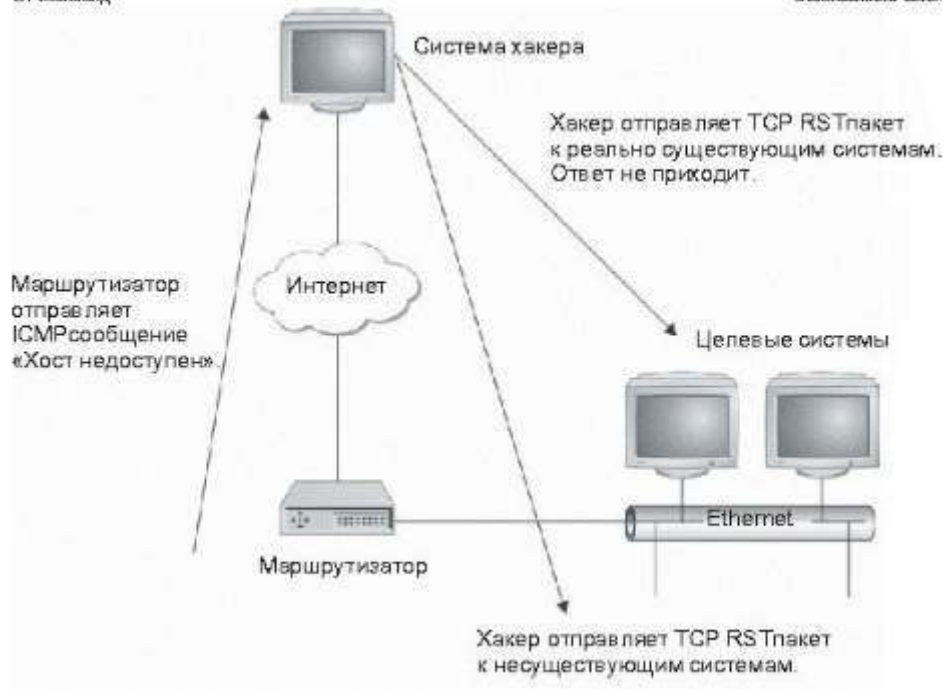 Система хакера
Хакер отправляет TCP RSTпакет
к реально существующим системам.
Ответ не приходит.
Маршрутизатор
отправляет
ICMPсообщение
«Хост недоступен».
Интернет
Целевые системы
Ethernet
Маршрутизатор
Хакер отправляет TCP RSTпакет
к несуществующим системам.